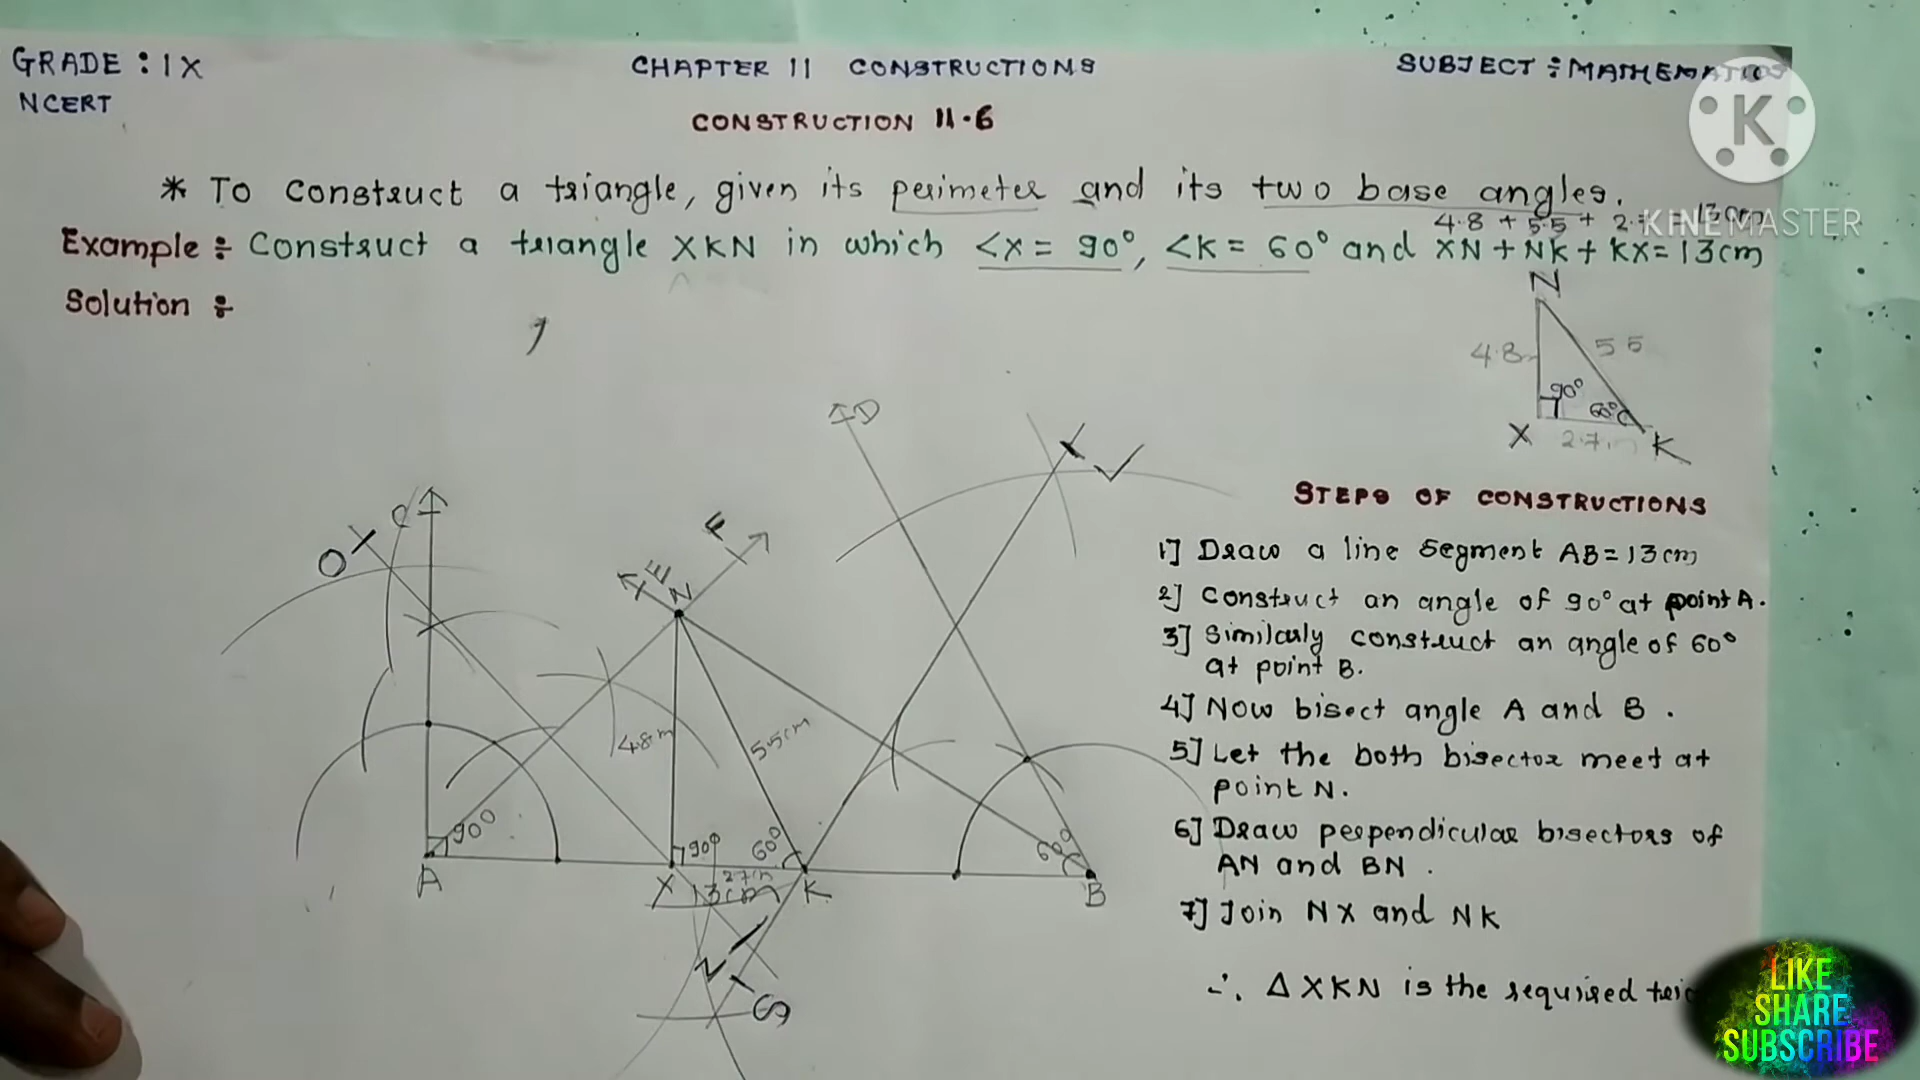 GRADE : IX
NCERT
CHAPTER 11 CONSTRUCTIONS
SUBJECT : MATHEMATICS
CONSTRUCTION 11.6
K
KINEMASTER
* To construct a triangle, given its perimeter and its two base angles.
4.8 + 5.5 + 2.7 = 13cm
Example : Construct a triangle XKN in which <X = 90°, <K = 60° and XN + NK + KX = 13cm
Solution :
N
4.8
5.5
90°
60°
X
2.7
K
D
C
O
F
E
N
4.8
5.5cm
90°
90°
60°
60°
2.7
13cm
A
X
K
B
S
STEPS OF CONSTRUCTIONS
1] Draw a line segment AB = 13cm
2] Construct an angle of 90° at point A.
3] Similarly construct an angle of 60°
at point B.
4] Now bisect angle A and B.
5] Let the both bisector meet at
point N.
6] Draw perpendicular bisectors of
AN and BN.
7] Join NX and NK
∴ Δ XKN is the required
LIKE
SHARE
SUBSCRIBE